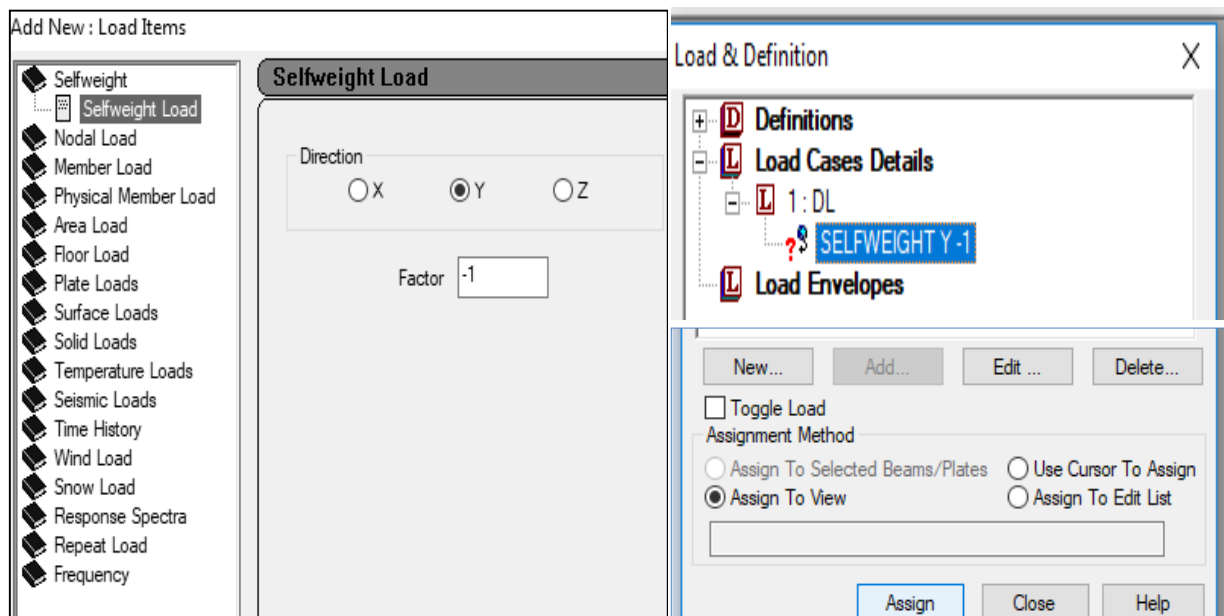 Add New : Load Items
Selfweight
Selfweight Load
Nodal Load
Member Load
Physical Member Load
Area Load
Floor Load
Plate Loads
Surface Loads
Solid Loads
Temperature Loads
Seismic Loads
Time History
Wind Load
Snow Load
Response Spectra
Repeat Load
Frequency
Selfweight Load
Direction
X Y Z
Factor -1
Load & Definition X
D Definitions
L Load Cases Details
L 1 : DL
? SELFWEIGHT Y -1
L Load Envelopes
New... Add... Edit ... Delete...
Toggle Load
Assignment Method
Assign To Selected Beams/Plates Use Cursor To Assign
Assign To View Assign To Edit List
Assign Close Help